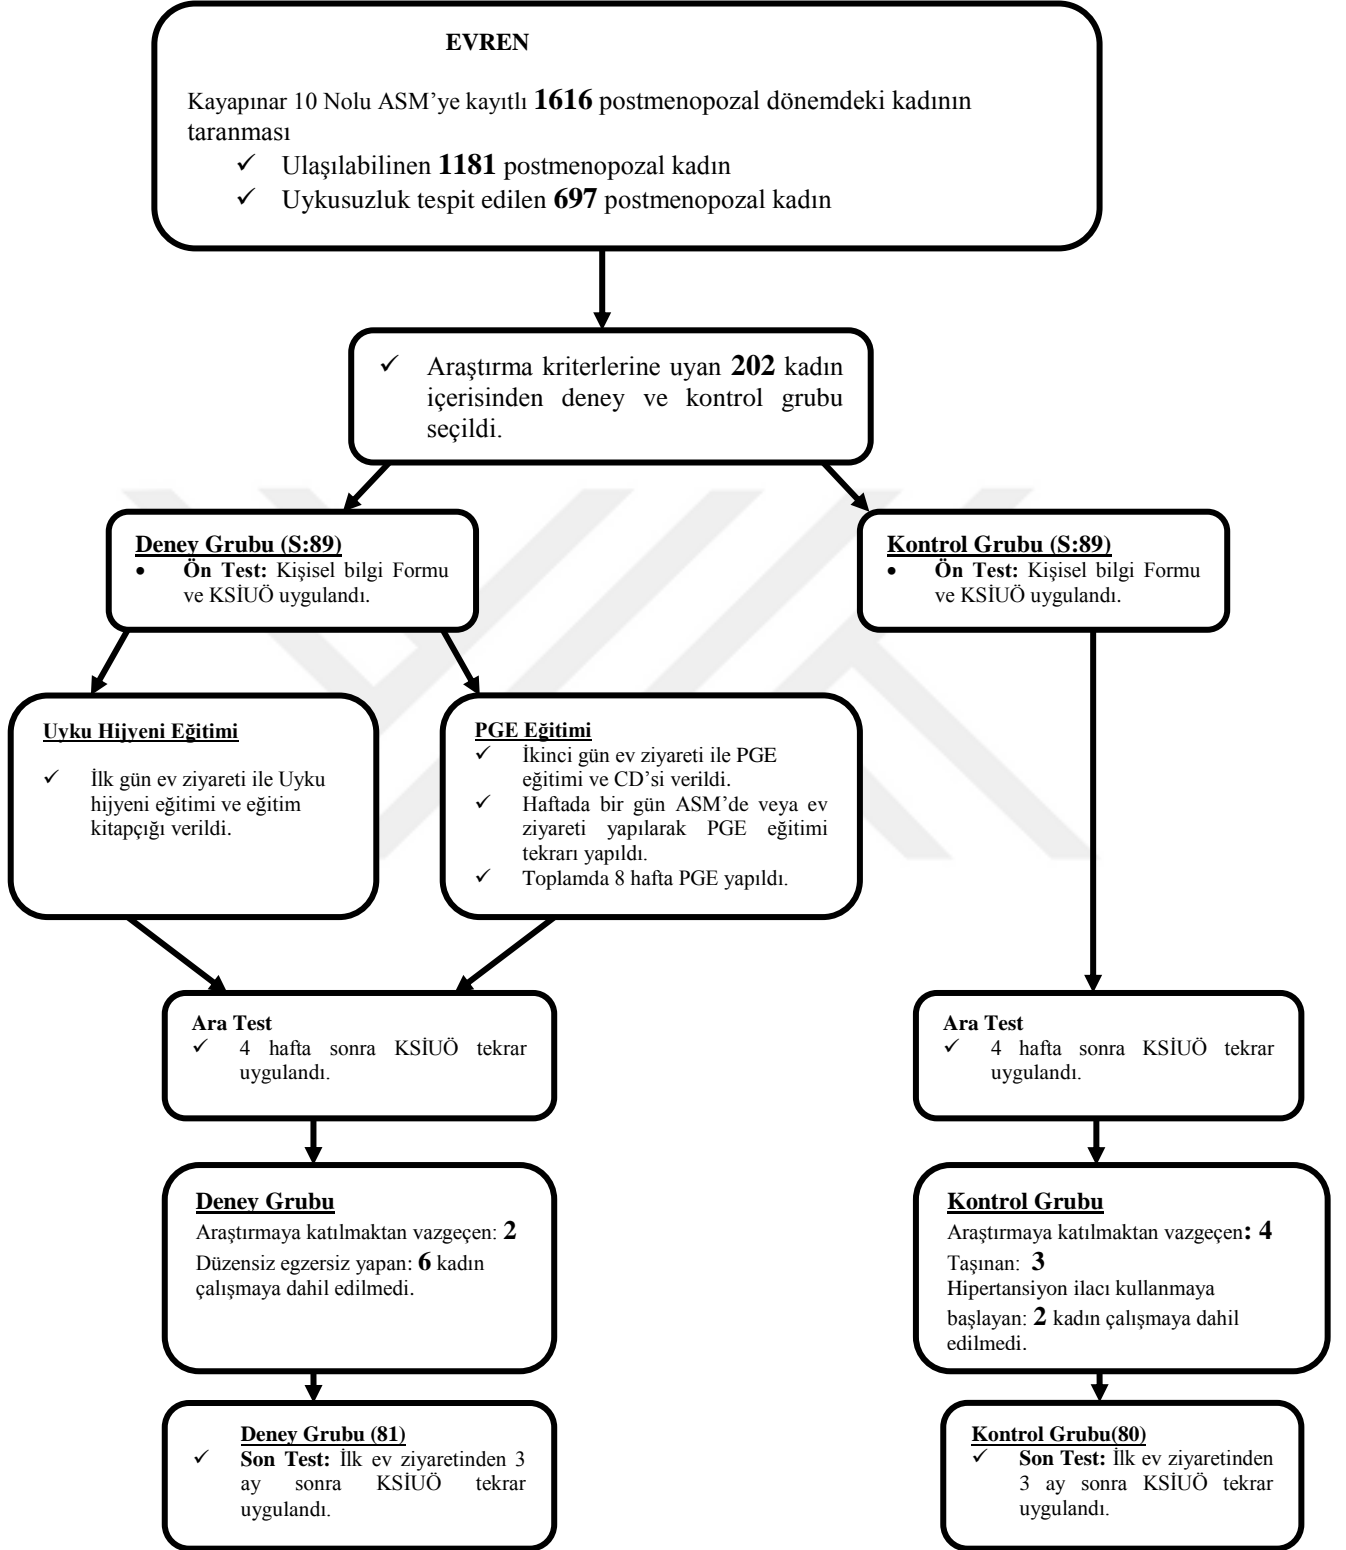 EVREN
Kayapınar 10 Nolu ASM’ye kayıtlı 1616 postmenopozal dönemdeki kadının
taranması
✓ Ulaşılabilinen 1181 postmenopozal kadın
✓ Uykusuzluk tespit edilen 697 postmenopozal kadın
✓ Araştırma kriterlerine uyan 202 kadın
içerisinden deney ve kontrol grubu
seçildi.
Deney Grubu (S:89)
• Ön Test: Kişisel bilgi Formu
ve KSİUÖ uygulandı.
Kontrol Grubu (S:89)
• Ön Test: Kişisel bilgi Formu
ve KSİUÖ uygulandı.
Uyku Hijyeni Eğitimi
✓ İlk gün ev ziyareti ile Uyku
hijyeni eğitimi ve eğitim
kitapçığı verildi.
PGE Eğitimi
✓ İkinci gün ev ziyareti ile PGE
eğitimi ve CD’si verildi.
✓ Haftada bir gün ASM’de veya ev
ziyareti yapılarak PGE eğitimi
tekrarı yapıldı.
✓ Toplamda 8 hafta PGE yapıldı.
Ara Test
✓ 4 hafta sonra KSİUÖ tekrar
uygulandı.
Ara Test
✓ 4 hafta sonra KSİUÖ tekrar
uygulandı.
Deney Grubu
Araştırmaya katılmaktan vazgeçen: 2
Düzensiz egzersiz yapan: 6 kadın
çalışmaya dahil edilmedi.
Kontrol Grubu
Araştırmaya katılmaktan vazgeçen: 4
Taşınan: 3
Hipertansiyon ilacı kullanmaya
başlayan: 2 kadın çalışmaya dahil
edilmedi.
Deney Grubu (81)
✓ Son Test: İlk ev ziyaretinden 3
ay sonra KSİUÖ tekrar
uygulandı.
Kontrol Grubu(80)
✓ Son Test: İlk ev ziyaretinden
3 ay sonra KSİUÖ tekrar
uygulandı.